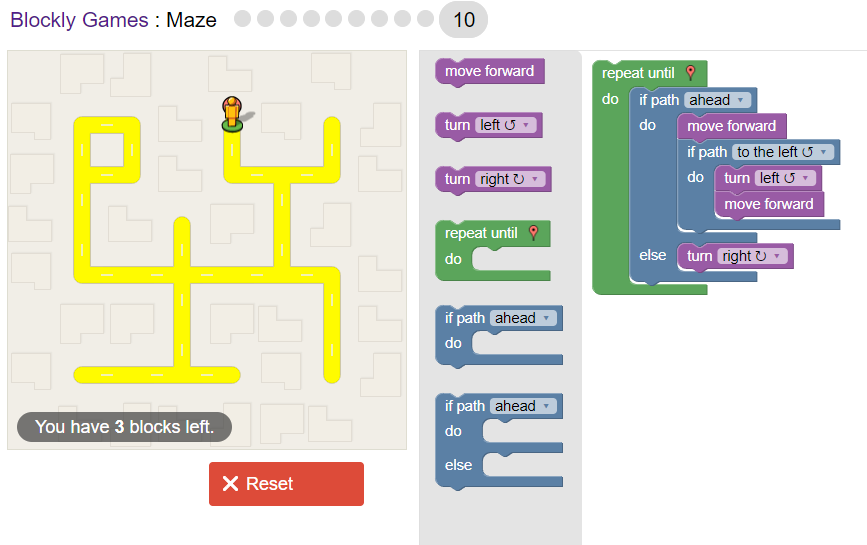 Blockly Games : Maze 10
You have 3 blocks left.
Reset
move forward
turn left ↺
turn right ↻
repeat until
do
if path ahead
do
if path ahead
do
else
repeat until
do if path ahead
do move forward
if path to the left ↺
do turn left ↺
move forward
else turn right ↻